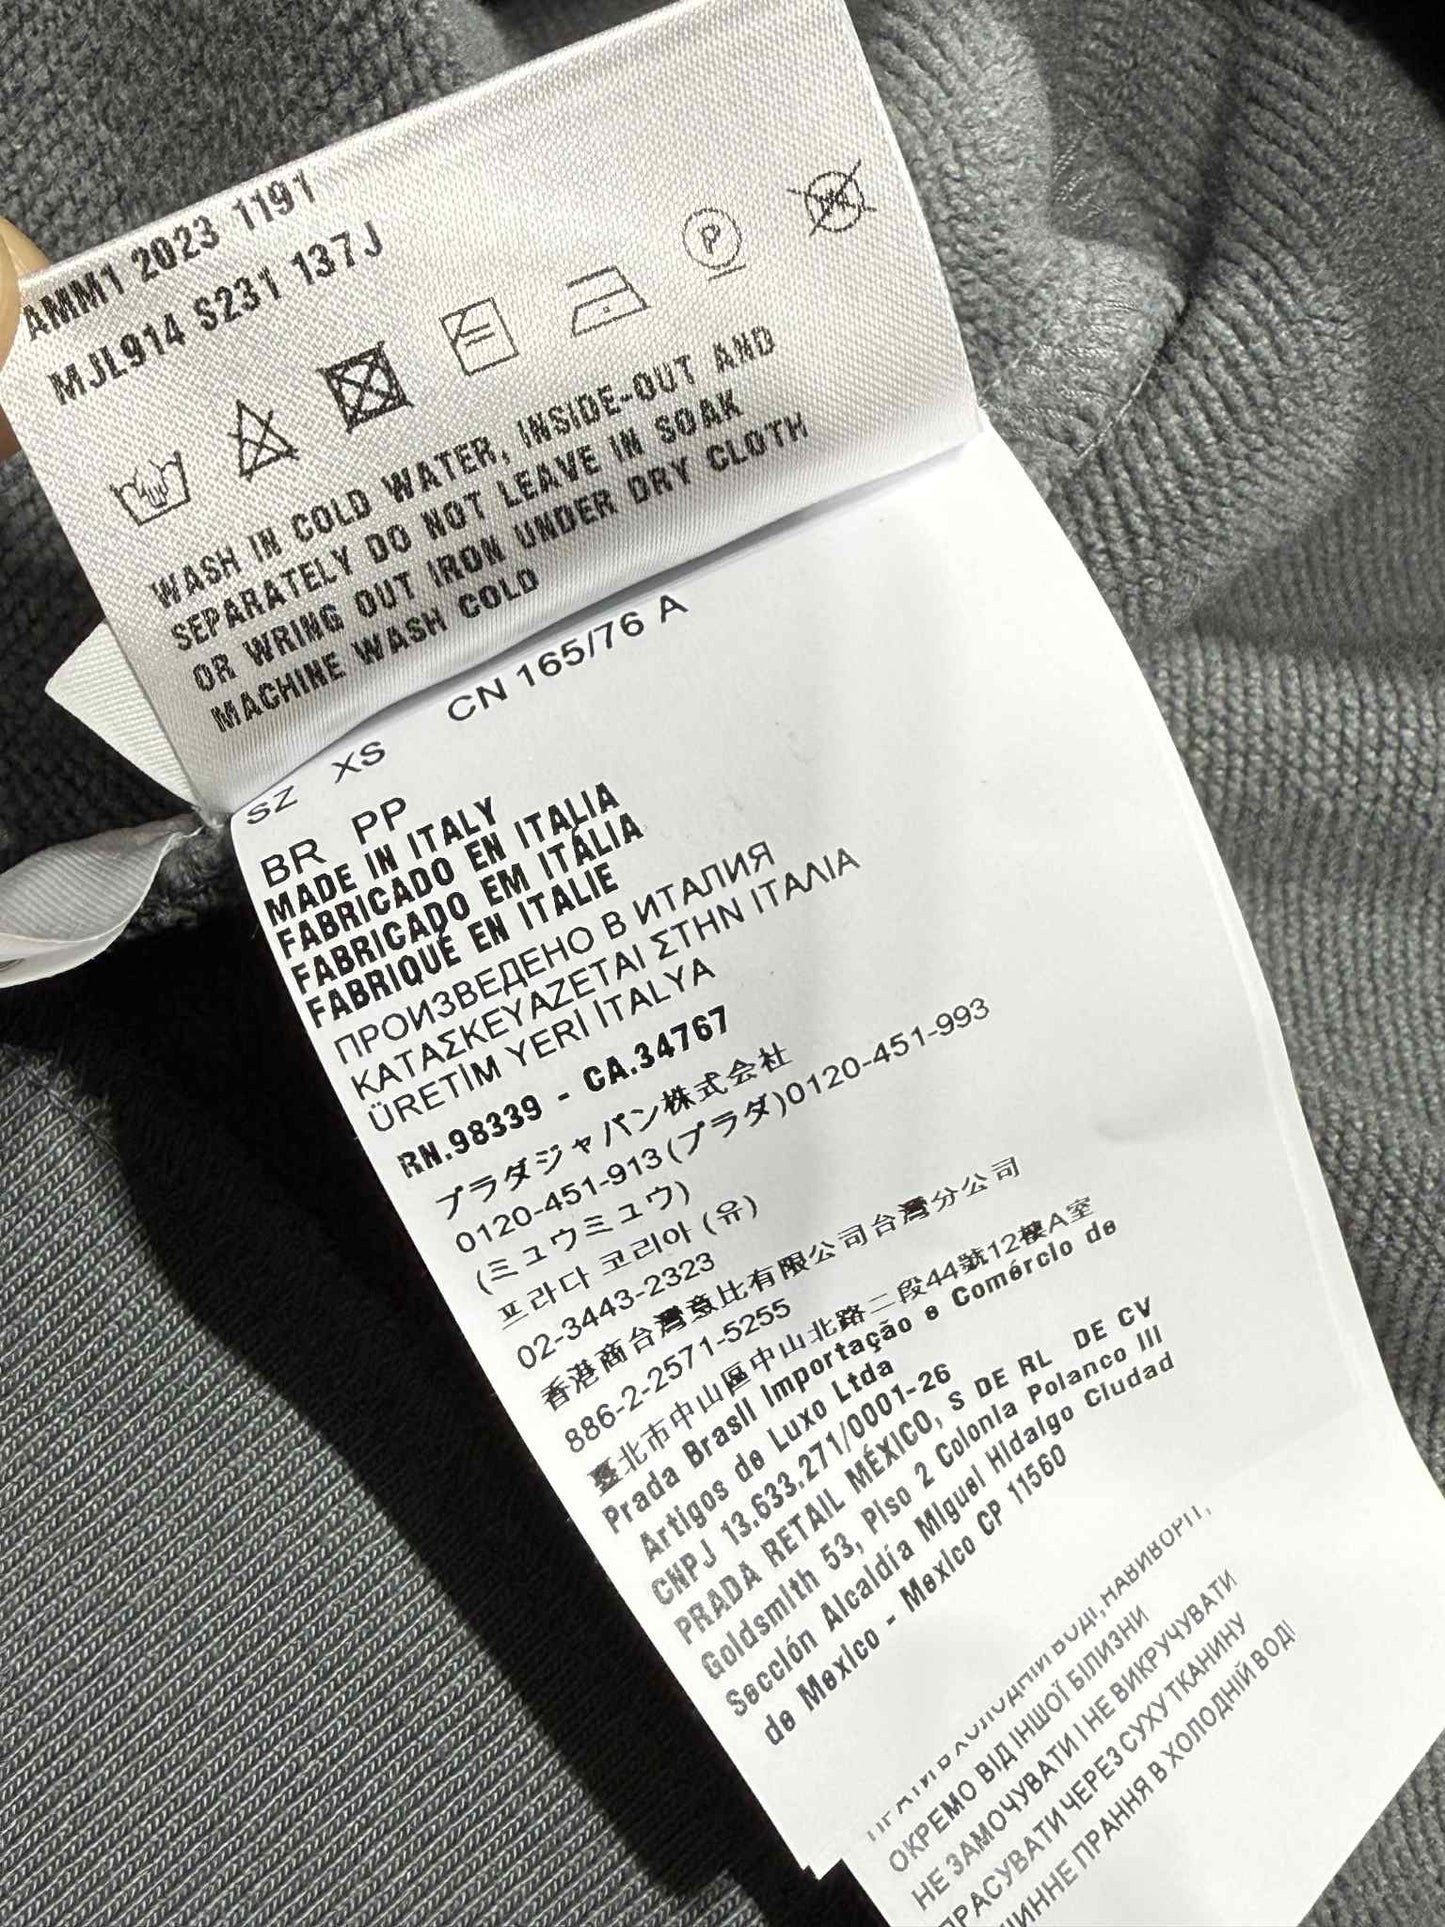 AMM1 2023 1191
MJL914 S231 137J
P
WASH IN COLD WATER, INSIDE-OUT AND
SEPARATELY DO NOT LEAVE IN SOAK
OR WRING OUT IRON UNDER DRY CLOTH
MACHINE WASH COLD
SZ XS CN 165/76 A
BR PP
MADE IN ITALY
FABRICADO EN ITALIA
FABRICADO EM ITÁLIA
FABRIQUÉ EN ITALIE
ПРОИЗВЕДЕНО В ИТАЛИЯ
ΚΑΤΑΣΚΕΥΑΖΕΤΑΙ ΣΤΗΝ ΙΤΑΛΙΑ
ÜRETİM YERİ İTALYA
RN.98339 - CA.34767
プラダジャパン株式会社
0120-451-913(プラダ)0120-451-993
(ミュウミュウ)
프라다 코리아 (유)
02-3443-2323
香港商台灣意比有限公司台灣分公司
886-2-2571-5255
臺北市中山區中山北路二段44號12樓A室
Prada Brasil Importação e Comércio de
Artigos de Luxo Ltda
CNPJ 13.633.271/0001-26
PRADA RETAIL MÉXICO, S DE RL DE CV
Goldsmith 53, Piso 2 Colonia Polanco III
Sección Alcaldía Miguel Hidalgo Ciudad
de Mexico - Mexico CP 11560
ВОДІ, НАВИВОРІТ,
ОКРЕМО ВІД ІНШОЇ БІЛИЗНИ
НЕ ЗАМОЧУВАТИ І НЕ ВИКРУЧУВАТИ
ПРАСУВАТИ ЧЕРЕЗ СУХУ ТКАНИНУ
ПРАННЯ В ХОЛОДНІЙ ВОДІ